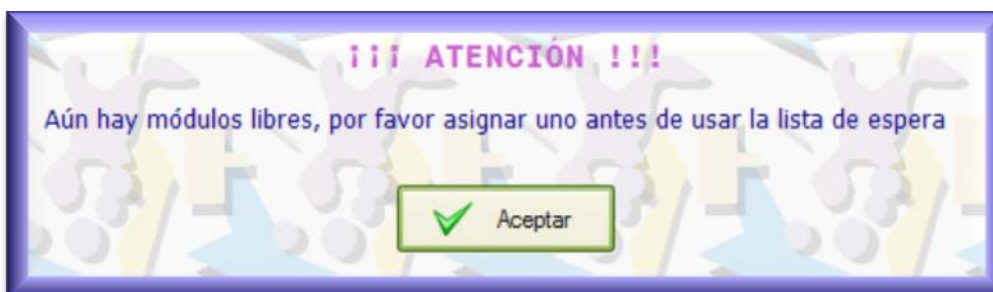 ¡¡¡ ATENCIÓN !!!
Aún hay módulos libres, por favor asignar uno antes de usar la lista de espera
Aceptar